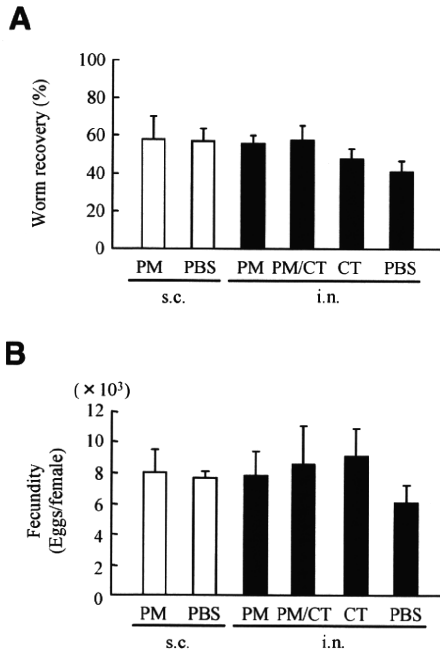 A
Worm recovery (%)
100
80
60
40
20
0
PM PBS PM PM/CT CT PBS
s.c. i.n.
B
(×10³)
Fecundity
(Eggs/female)
12
10
8
6
4
2
0
PM PBS PM PM/CT CT PBS
s.c. i.n.